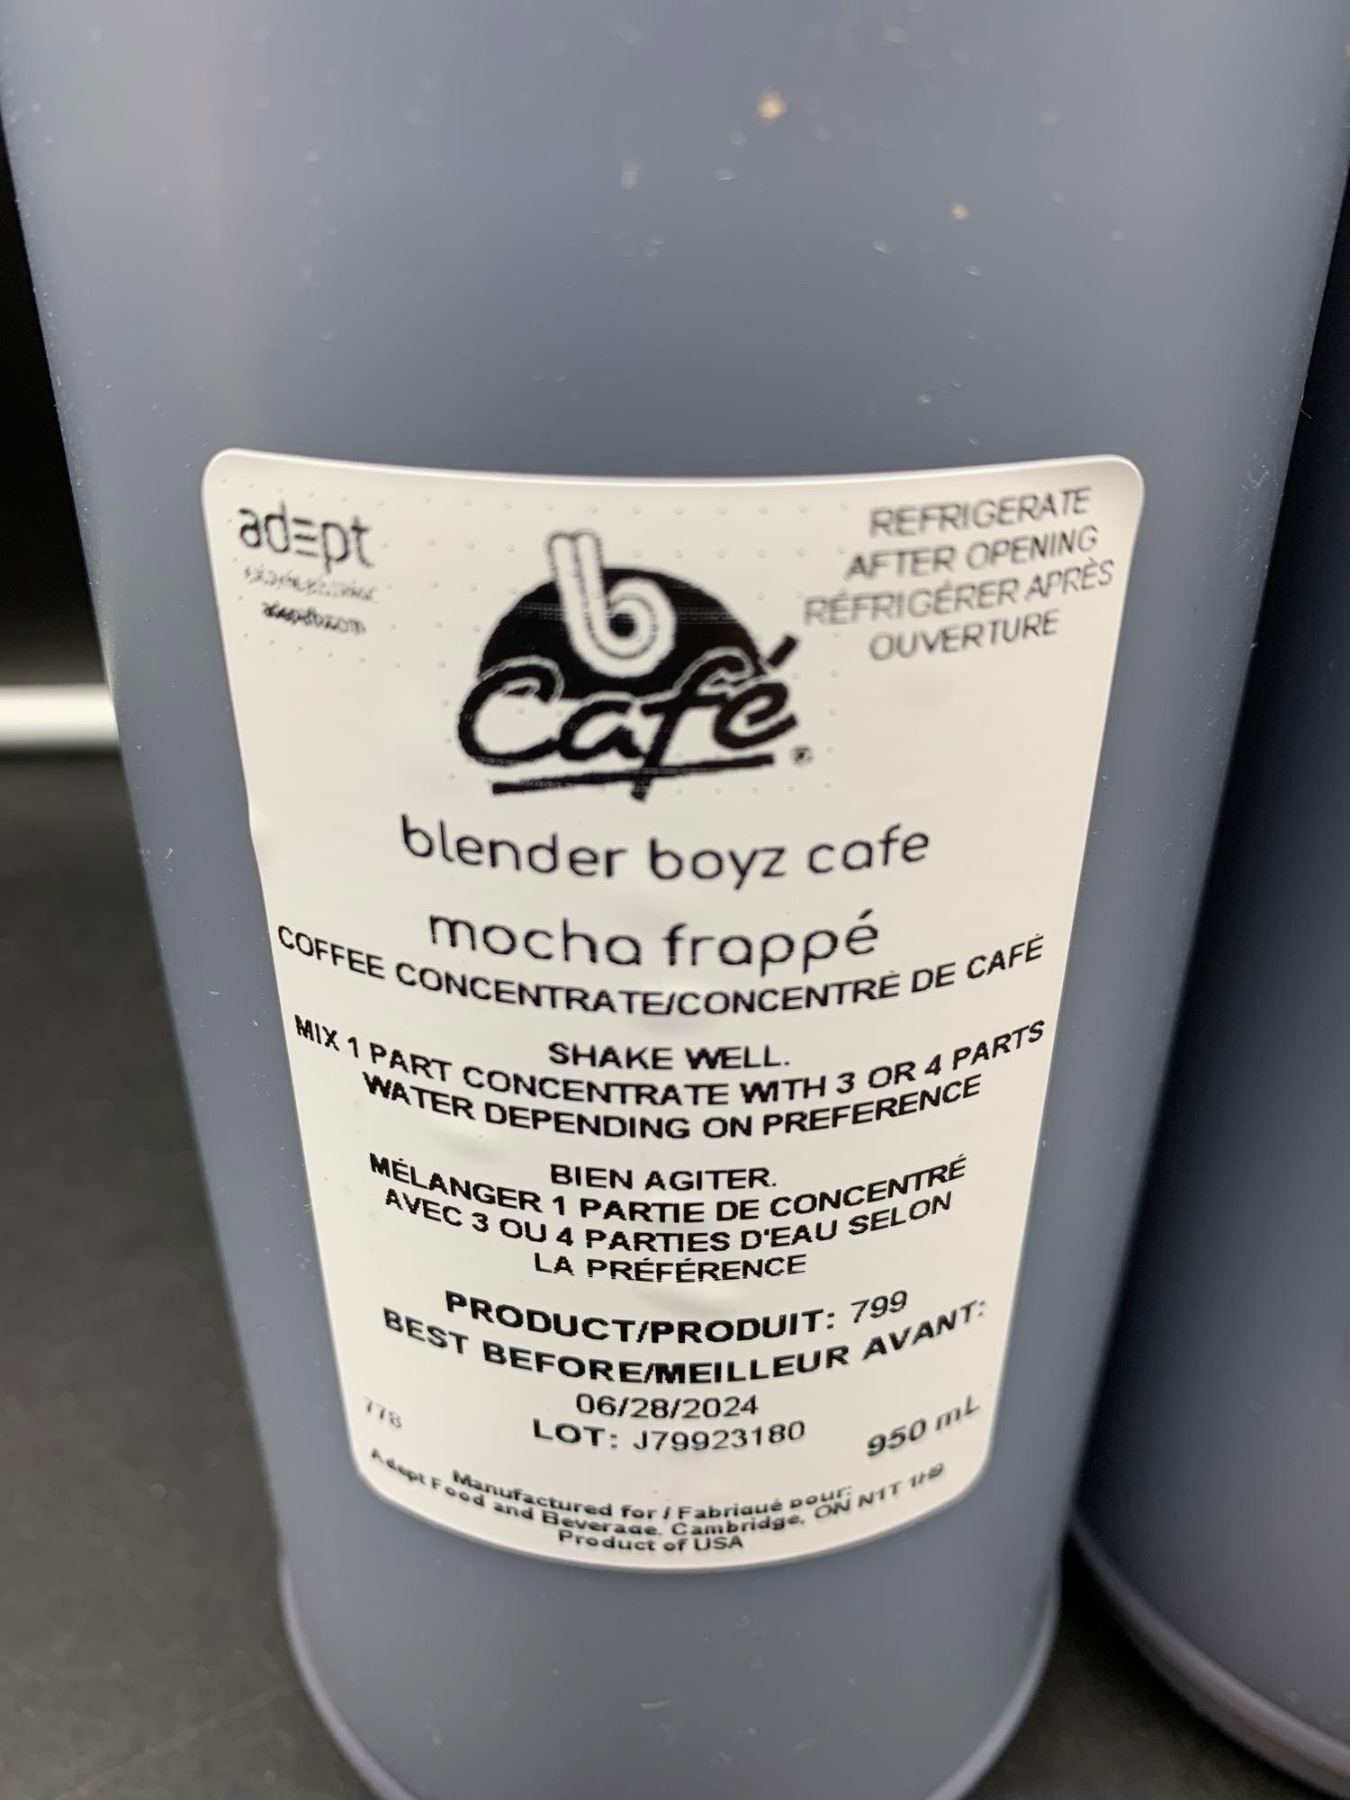 adept
REFRIGERATE
AFTER OPENING
RÉFRIGÉRER APRÈS
OUVERTURE
b
Café
®
blender boyz cafe
mocha frappé
COFFEE CONCENTRATE/CONCENTRÉ DE CAFÉ
SHAKE WELL.
MIX 1 PART CONCENTRATE WITH 3 OR 4 PARTS
WATER DEPENDING ON PREFERENCE
BIEN AGITER.
MÉLANGER 1 PARTIE DE CONCENTRÉ
AVEC 3 OU 4 PARTIES D'EAU SELON
LA PRÉFÉRENCE
PRODUCT/PRODUIT: 799
BEST BEFORE/MEILLEUR AVANT:
06/28/2024
LOT: J79923180
778
950 mL
Manufactured for / Fabriqué pour:
Adept Food and Beverage, Cambridge, ON N1T 1H9
Product of USA